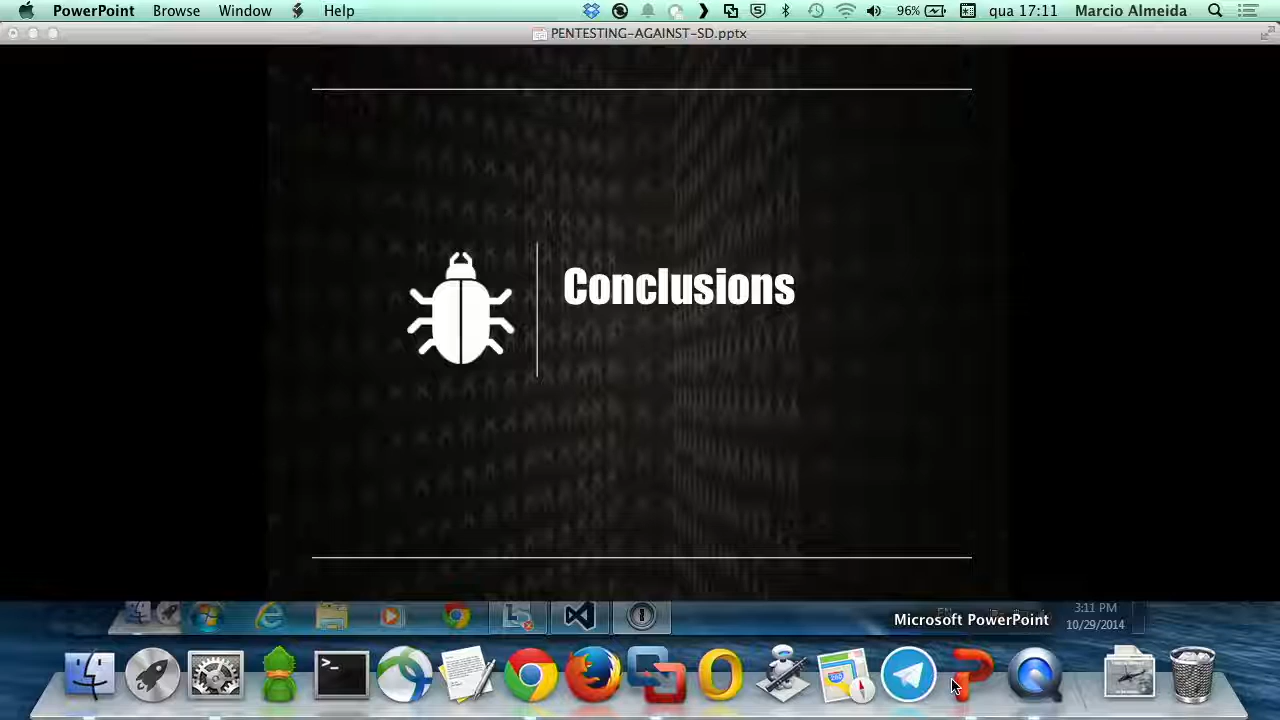 PowerPoint Browse Window Help 96% qua 17:11 Marcio Almeida
PENTESTING-AGAINST-SD.pptx
Conclusions
3:11 PM
Microsoft PowerPoint
10/29/2014